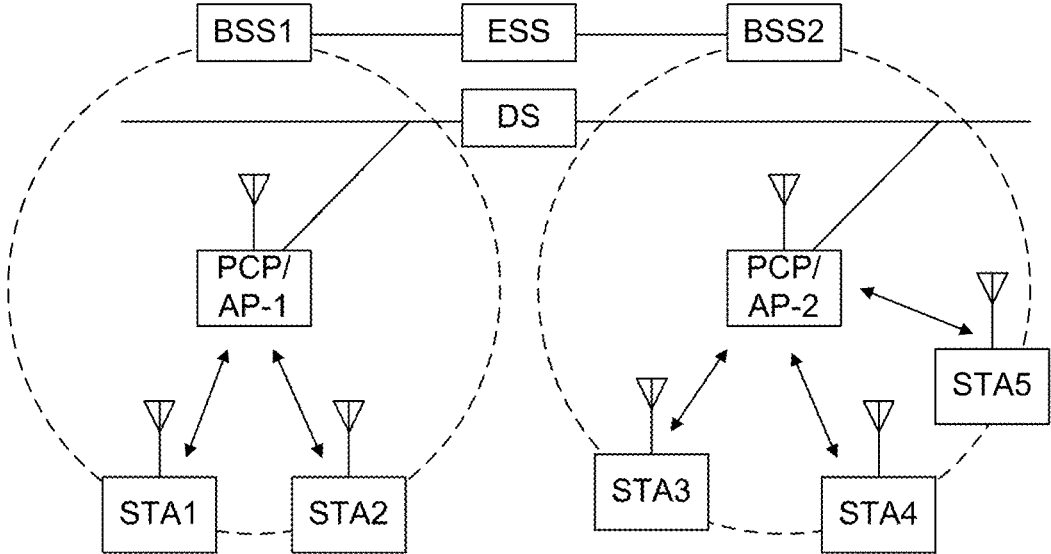 BSS1
ESS
BSS2
DS
PCP/
AP-1
PCP/
AP-2
STA5
STA3
STA1
STA2
STA4